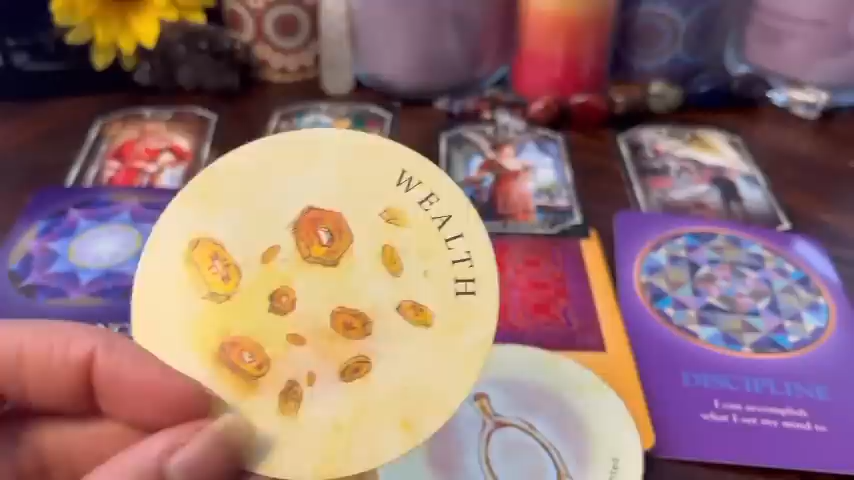 WEALTH
DISCIPLINE
I can accomplish
what I set my mind to.